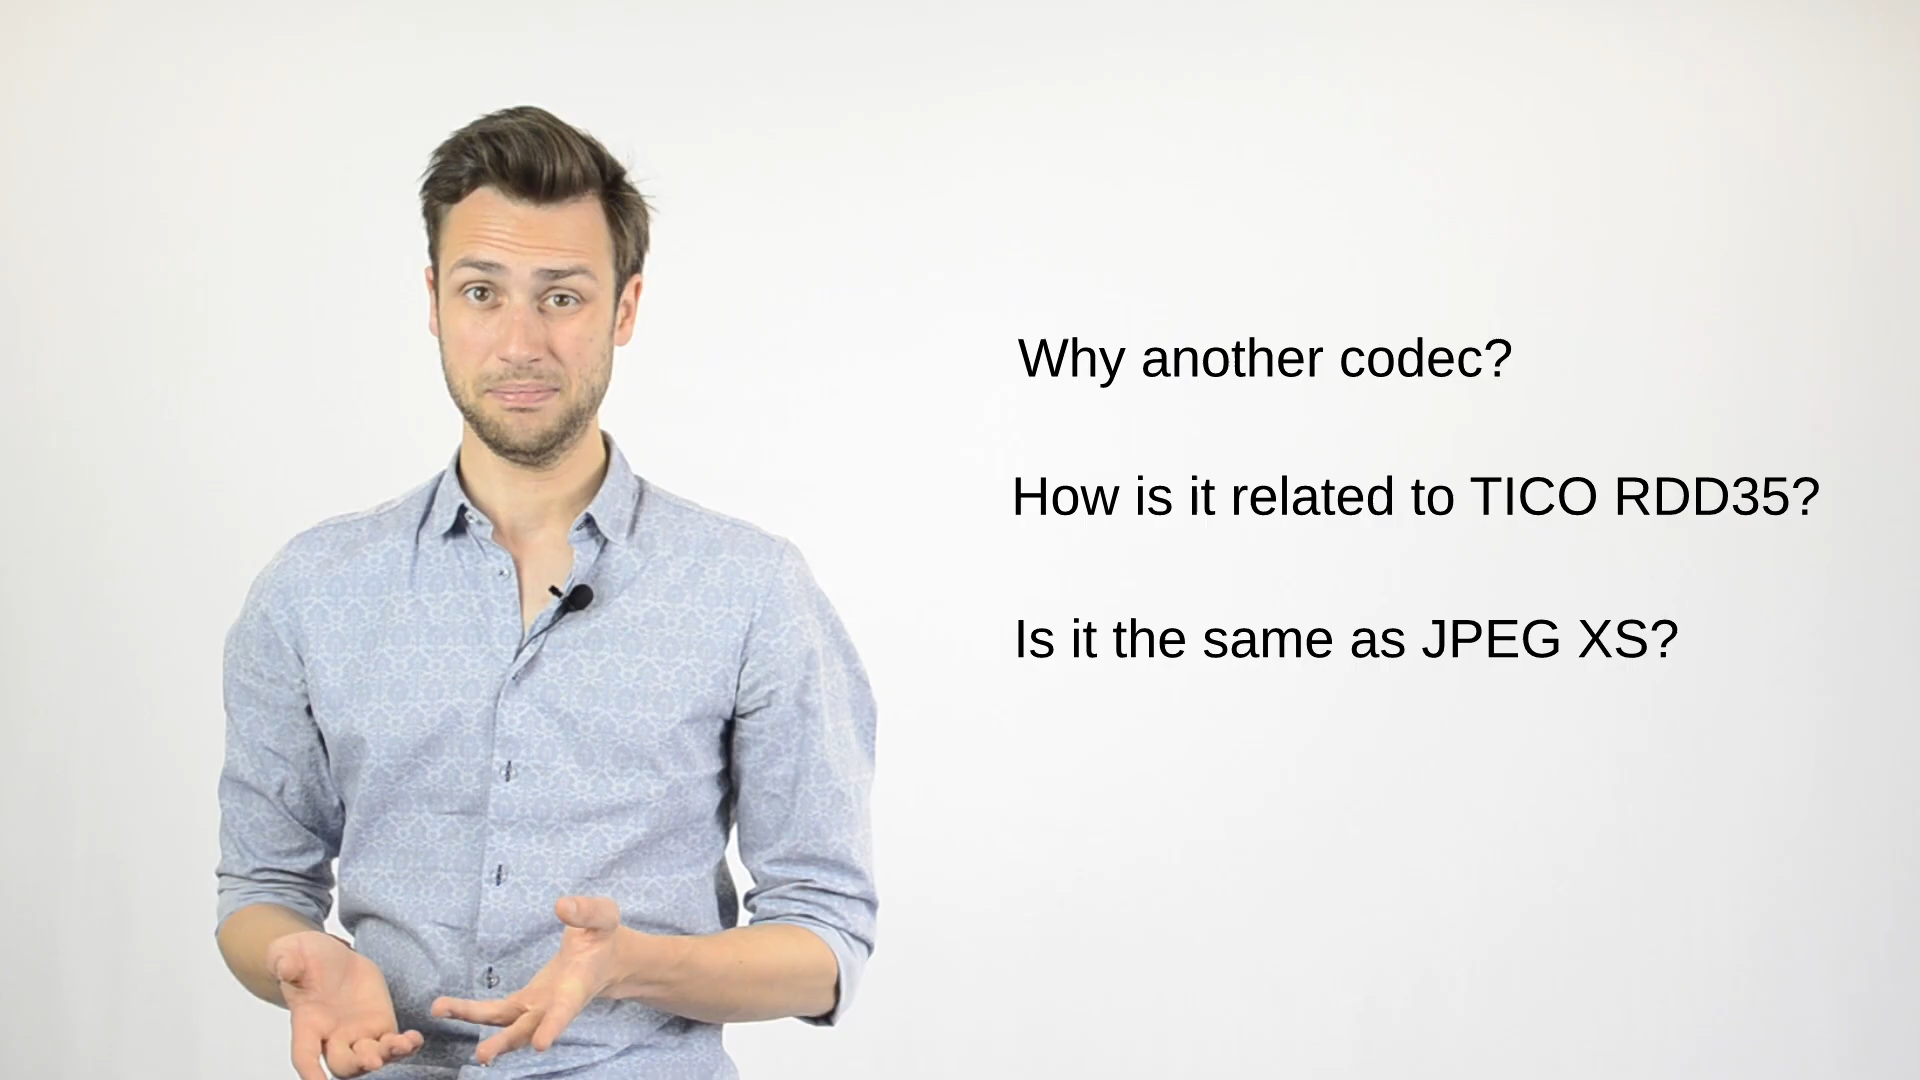 Why another codec?
How is it related to TICO RDD35?
Is it the same as JPEG XS?